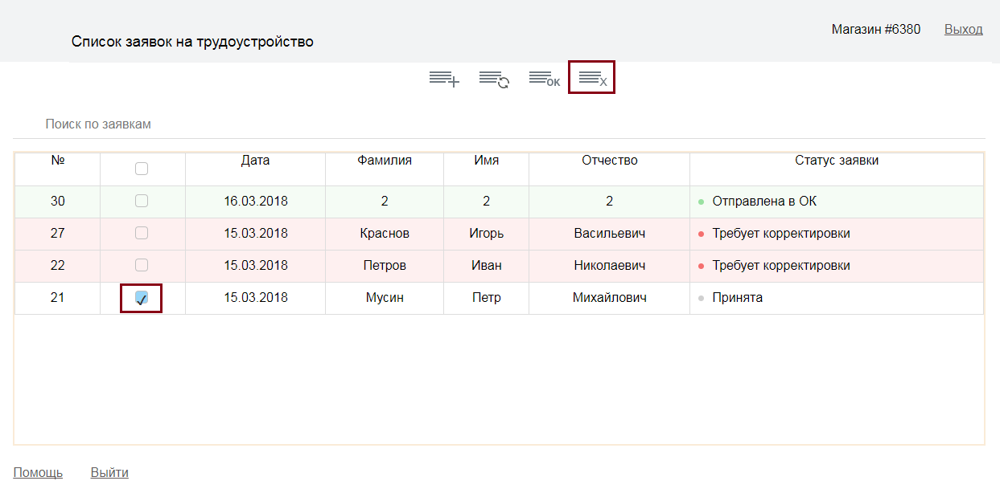 Магазин #6380 Выход
Список заявок на трудоустройство
OK X
Поиск по заявкам
№ Дата Фамилия Имя Отчество Статус заявки
30 16.03.2018 2 2 2 Отправлена в ОК
27 15.03.2018 Краснов Игорь Васильевич Требует корректировки
22 15.03.2018 Петров Иван Николаевич Требует корректировки
21 15.03.2018 Мусин Петр Михайлович Принята
Помощь Выйти